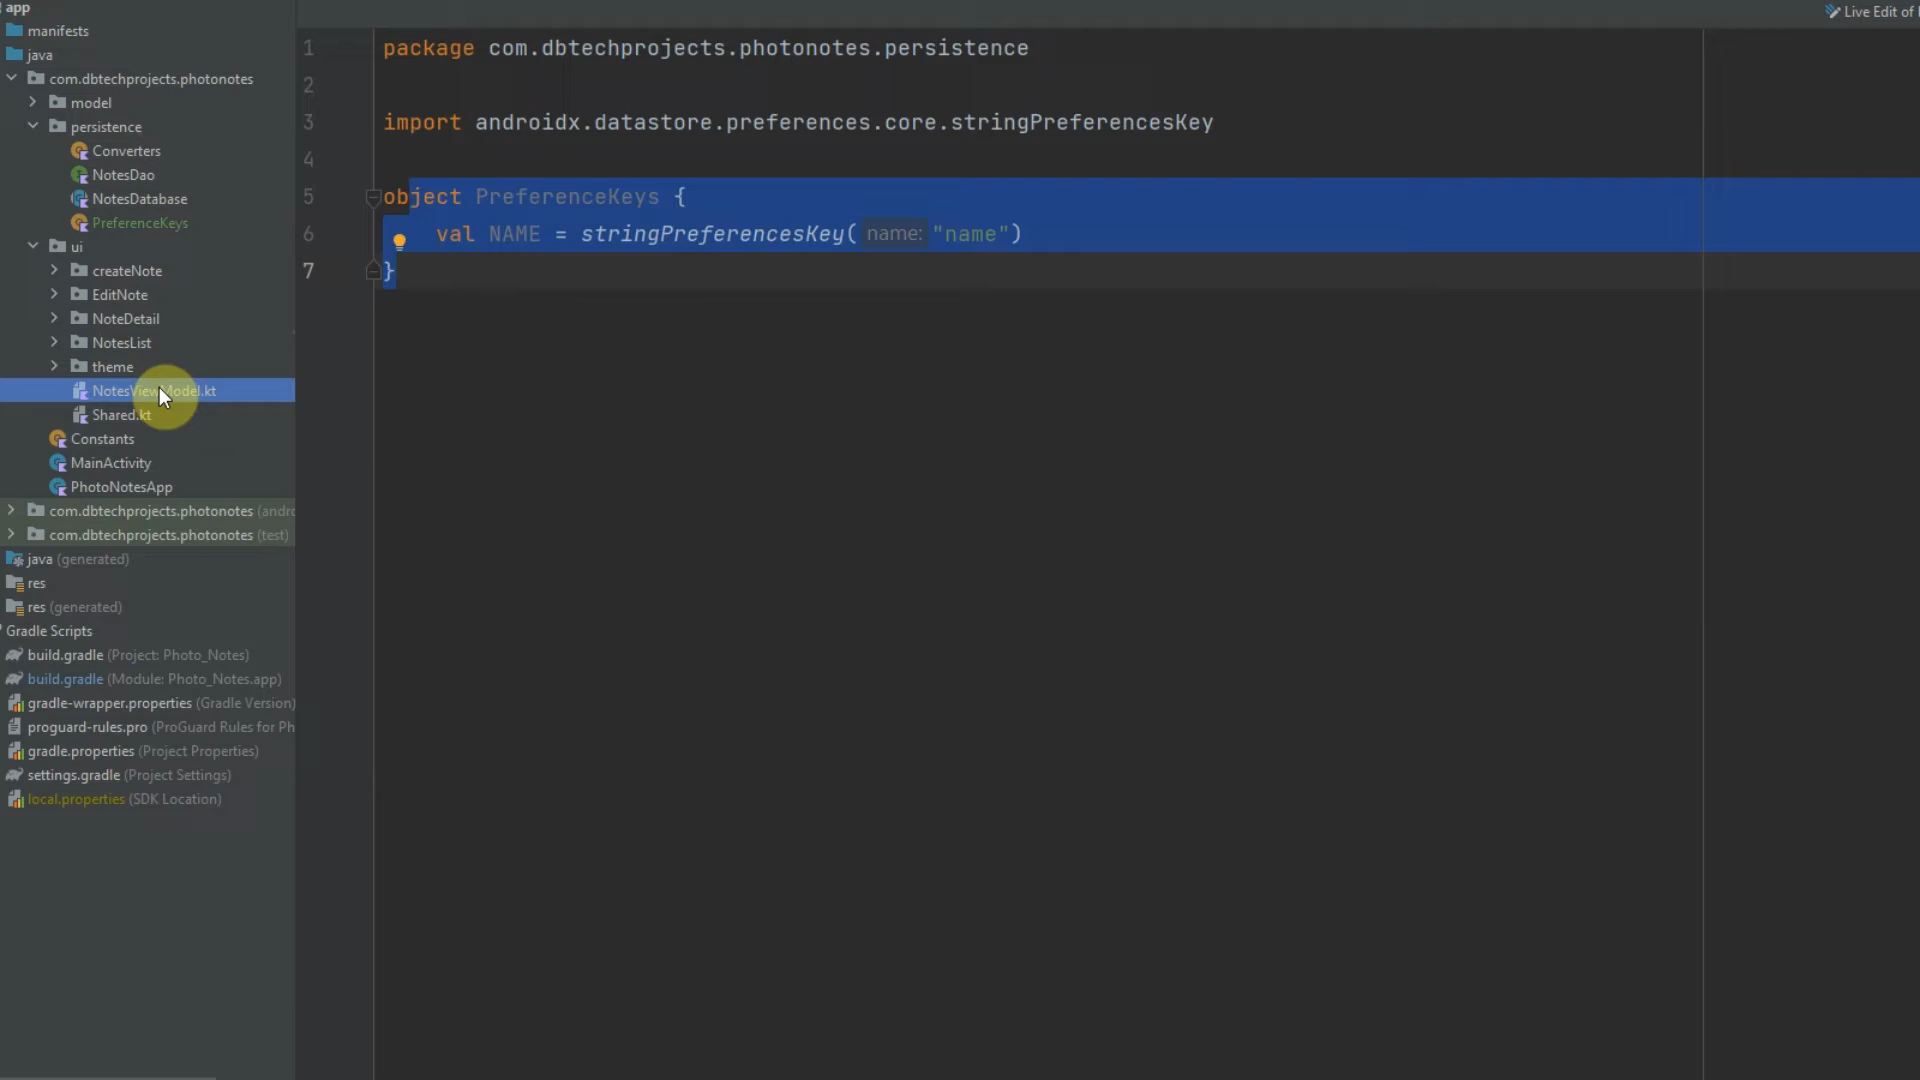 app
manifests
java
com.dbtechprojects.photonotes
model
persistence
Converters
NotesDao
NotesDatabase
PreferenceKeys
ui
createNote
EditNote
NoteDetail
NotesList
theme
NotesViewModel.kt
Shared.kt
Constants
MainActivity
PhotoNotesApp
com.dbtechprojects.photonotes (andro
com.dbtechprojects.photonotes (test)
java (generated)
res
res (generated)
Gradle Scripts
build.gradle (Project: Photo_Notes)
build.gradle (Module: Photo_Notes.app)
gradle-wrapper.properties (Gradle Version)
proguard-rules.pro (ProGuard Rules for Ph
gradle.properties (Project Properties)
settings.gradle (Project Settings)
local.properties (SDK Location)
Live Edit of
1 package com.dbtechprojects.photonotes.persistence
2
3 import androidx.datastore.preferences.core.stringPreferencesKey
4
5 object PreferenceKeys {
6 val NAME = stringPreferencesKey( name: "name")
7 }